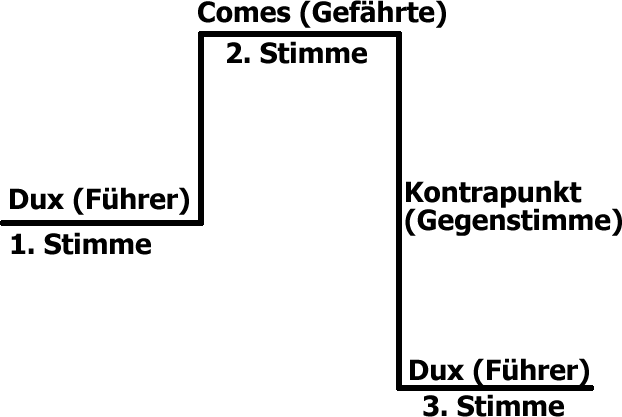 Comes (Gefährte)
2. Stimme
Dux (Führer)
1. Stimme
Kontrapunkt
(Gegenstimme)
Dux (Führer)
3. Stimme